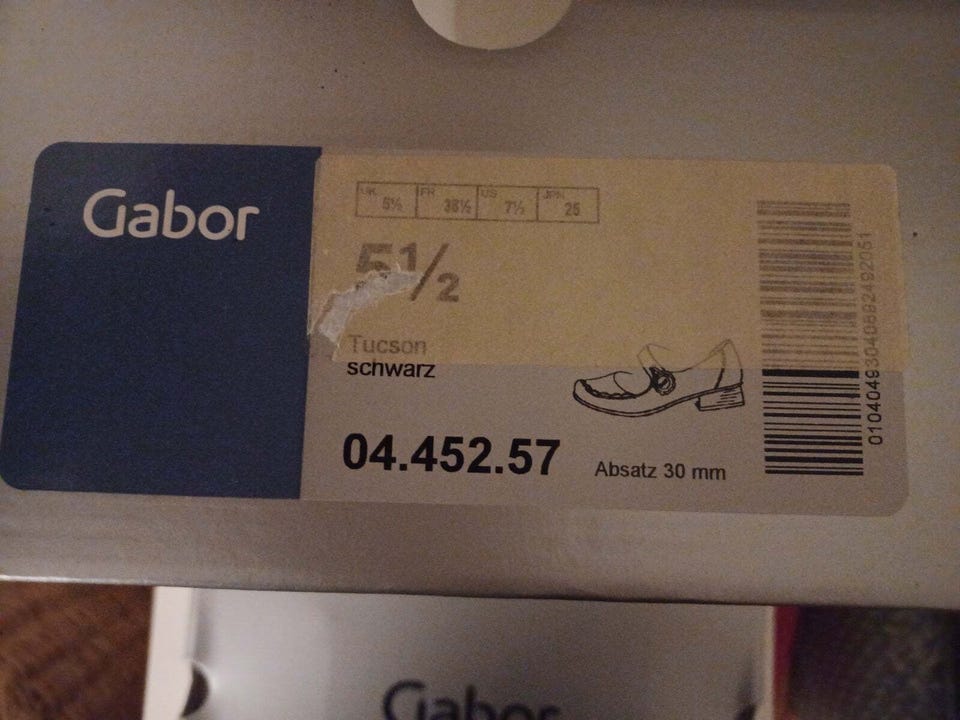 Gabor
UK 5½ FR 38½ US 7½ JPN 25
5½
Tucson
schwarz
04.452.57
Absatz 30 mm
Gabor